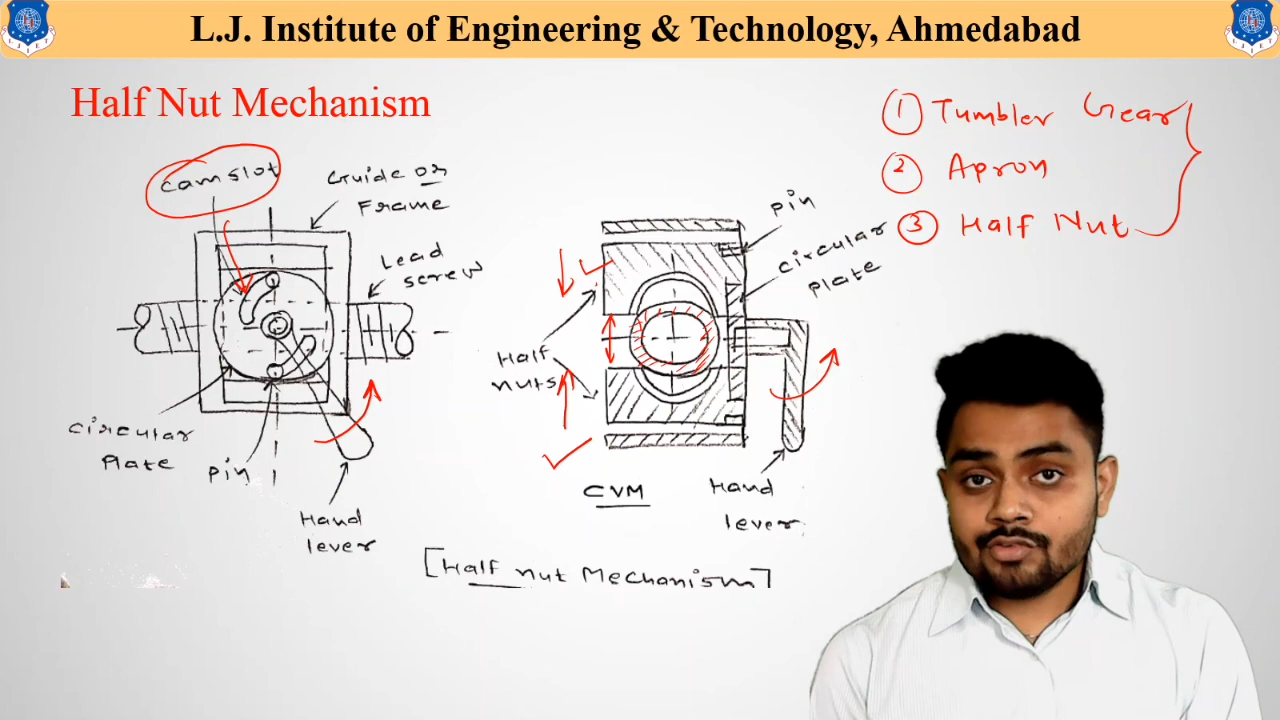 L.J. Institute of Engineering & Technology, Ahmedabad
L J I E T
L J I E T
Half Nut Mechanism
① Tumbler Gear
② Apron
③ Half Nut
cam slot
Guide or
Frame
Lead
screw
circular
Plate
Pin
Hand
lever
Pin
circular
Plate
Half
nuts
CVM
Hand
lever
[Half nut Mechanism]